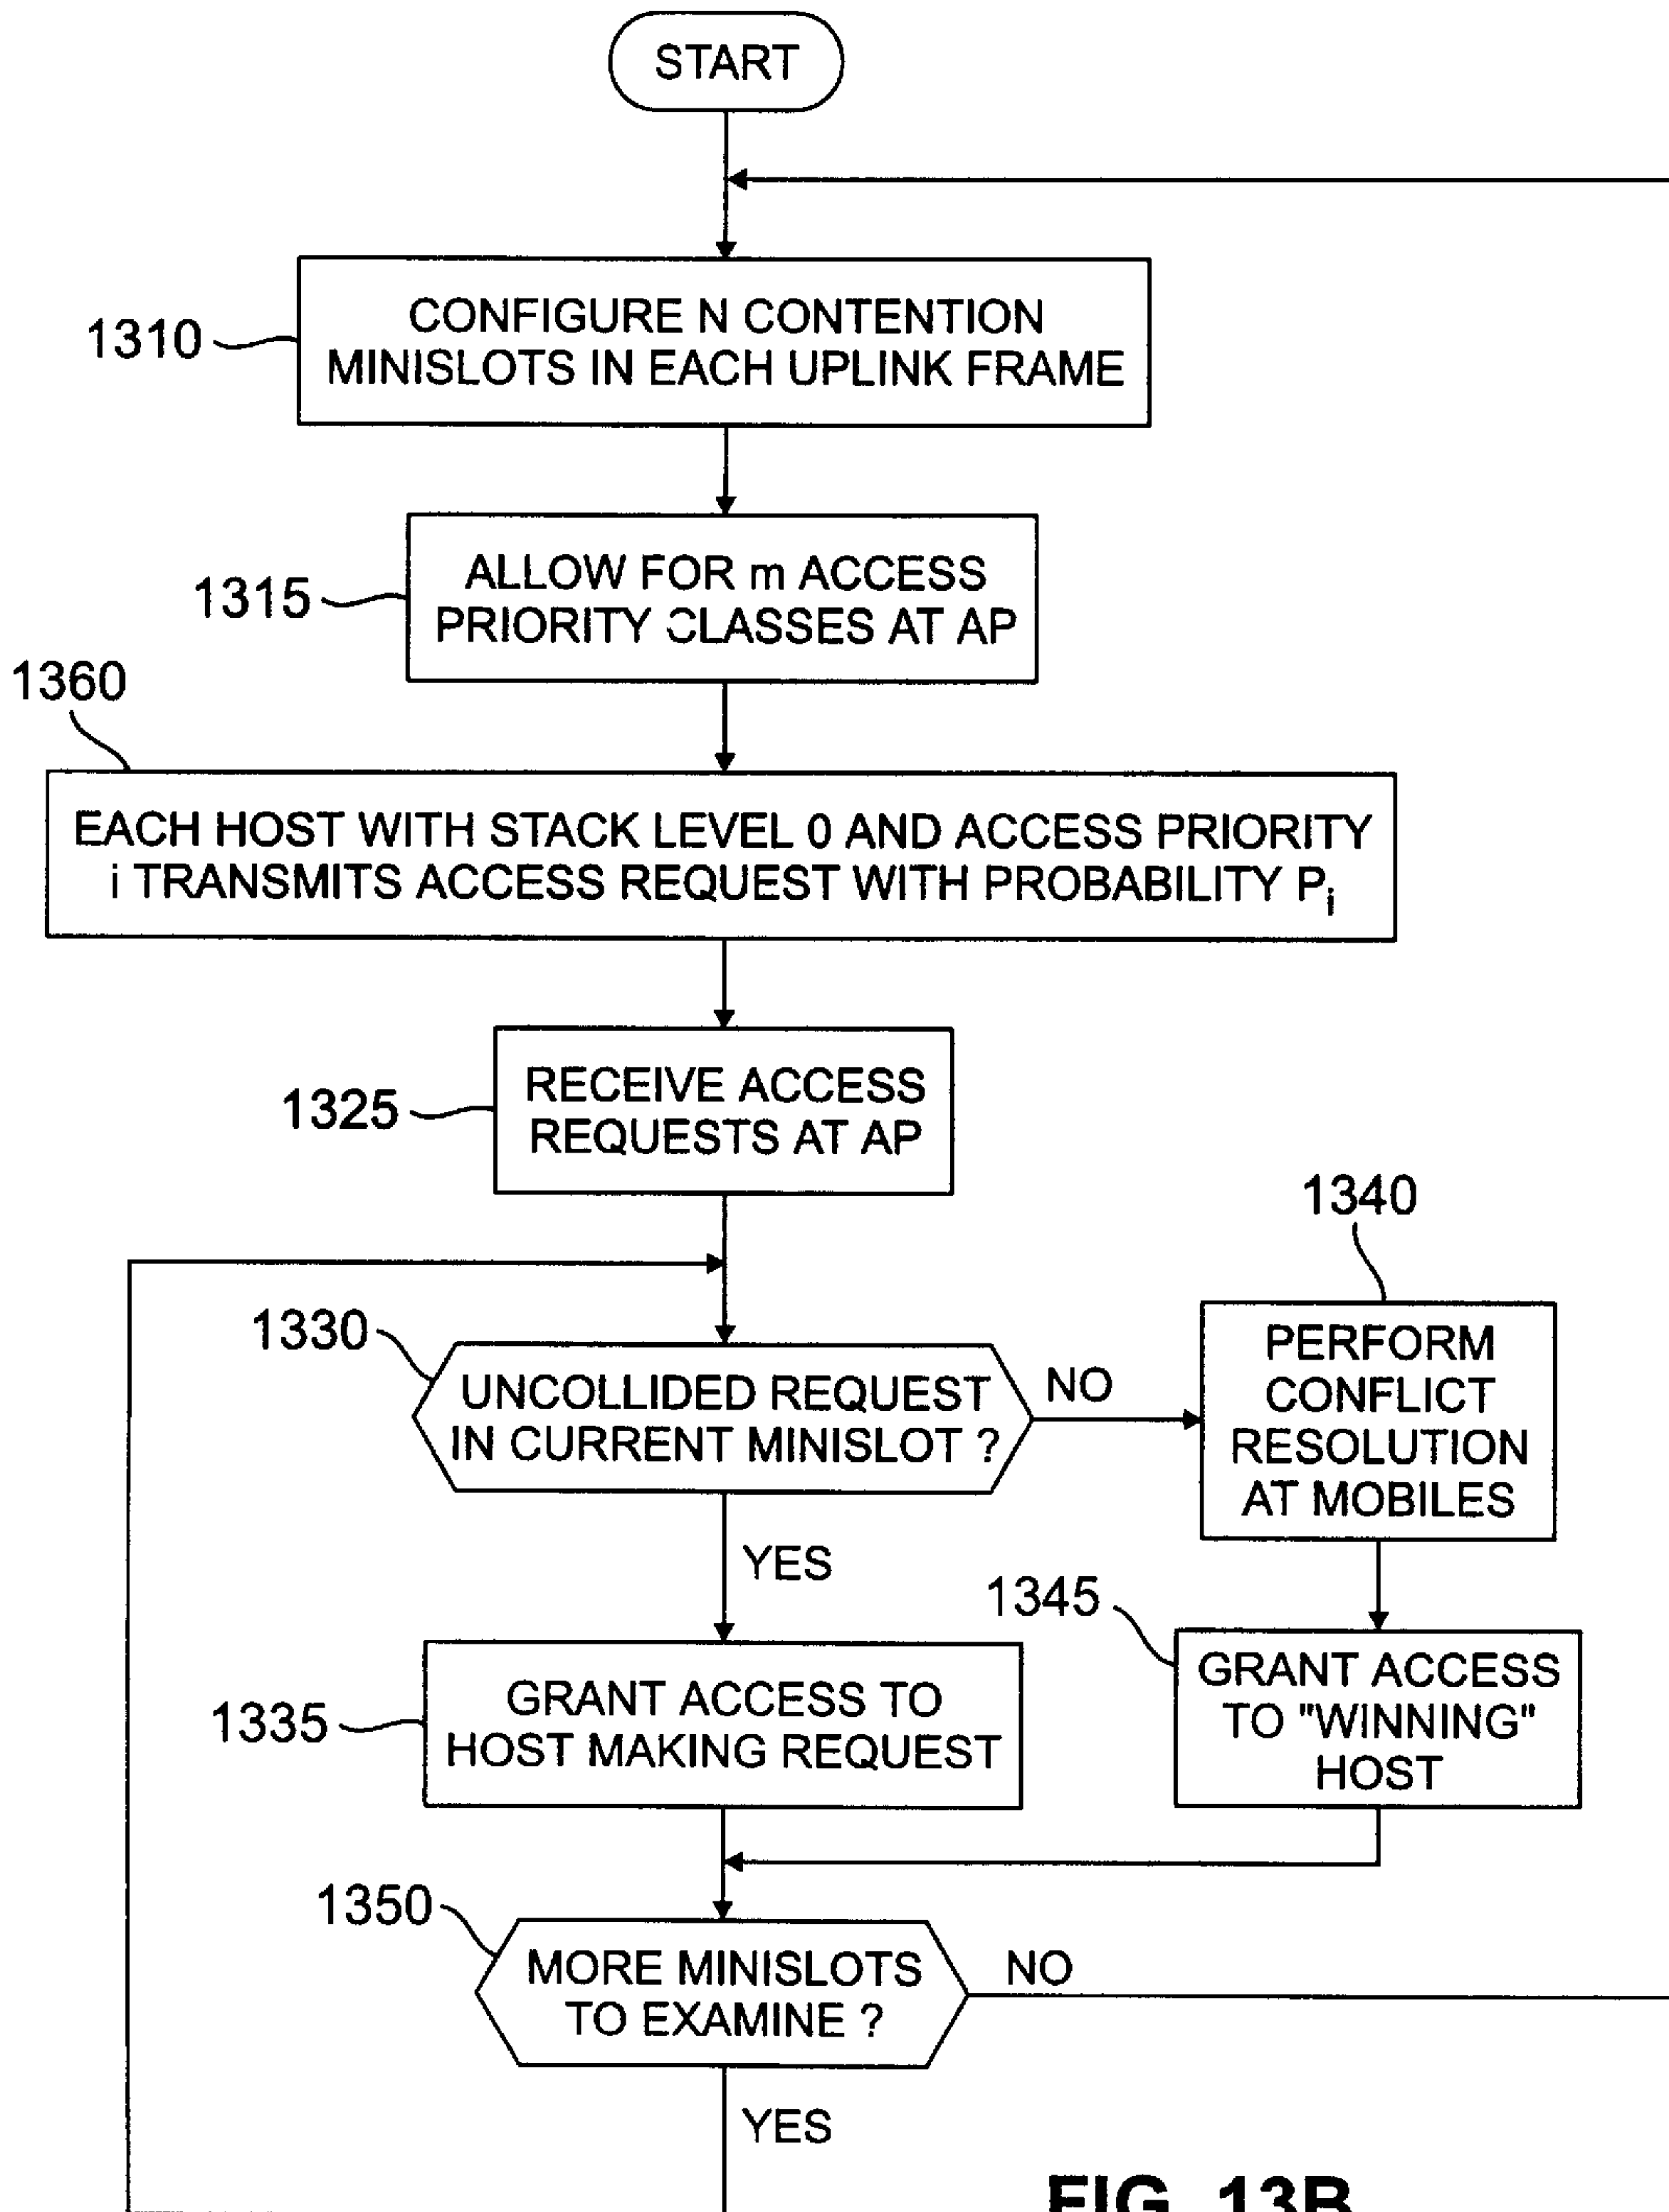 START
1310
CONFIGURE N CONTENTION
MINISLOTS IN EACH UPLINK FRAME
1315
ALLOW FOR m ACCESS
PRIORITY CLASSES AT AP
1360
EACH HOST WITH STACK LEVEL 0 AND ACCESS PRIORITY
i TRANSMITS ACCESS REQUEST WITH PROBABILITY Pi
1325
RECEIVE ACCESS
REQUESTS AT AP
1330
UNCOLLIDED REQUEST
IN CURRENT MINISLOT ?
NO
1340
PERFORM
CONFLICT
RESOLUTION
AT MOBILES
YES
1335
GRANT ACCESS TO
HOST MAKING REQUEST
1345
GRANT ACCESS
TO "WINNING"
HOST
1350
MORE MINISLOTS
TO EXAMINE ?
NO
YES
FIG. 13B